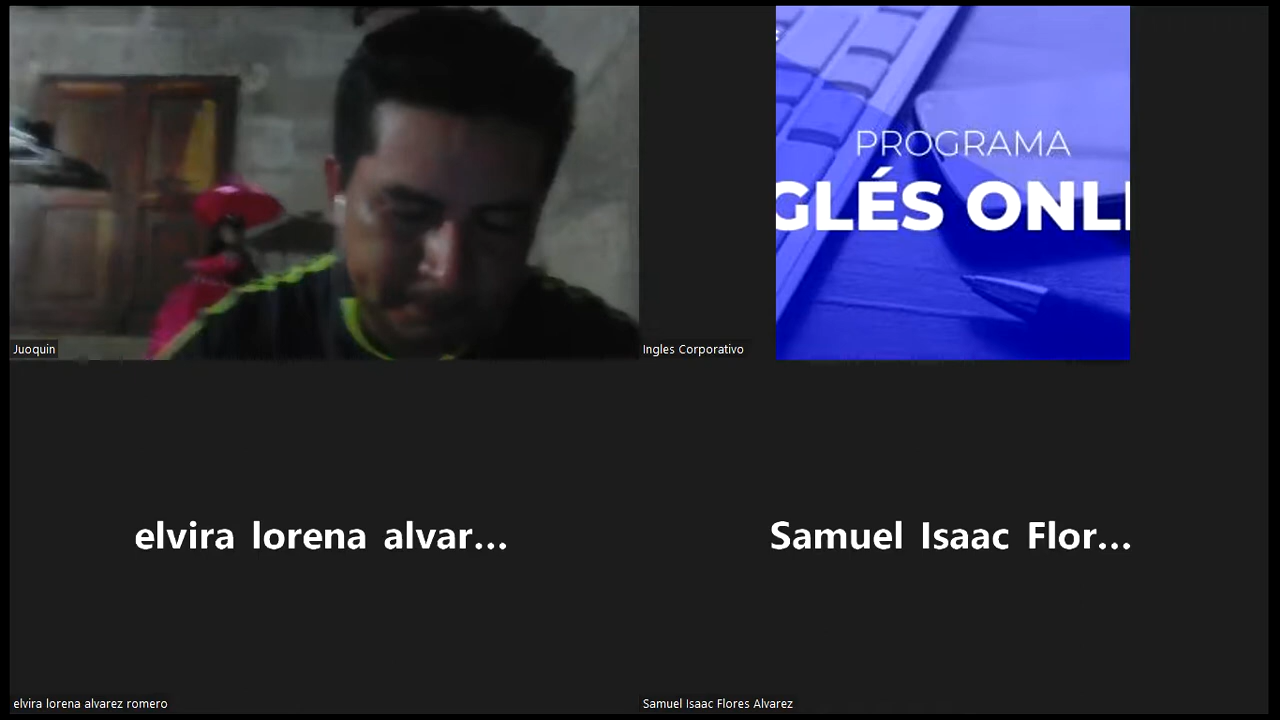 PROGRAMA
GLÉS ONLI
Juoquin
Ingles Corporativo
elvira lorena alvar...
Samuel Isaac Flor...
elvira lorena alvarez romero
Samuel Isaac Flores Alvarez